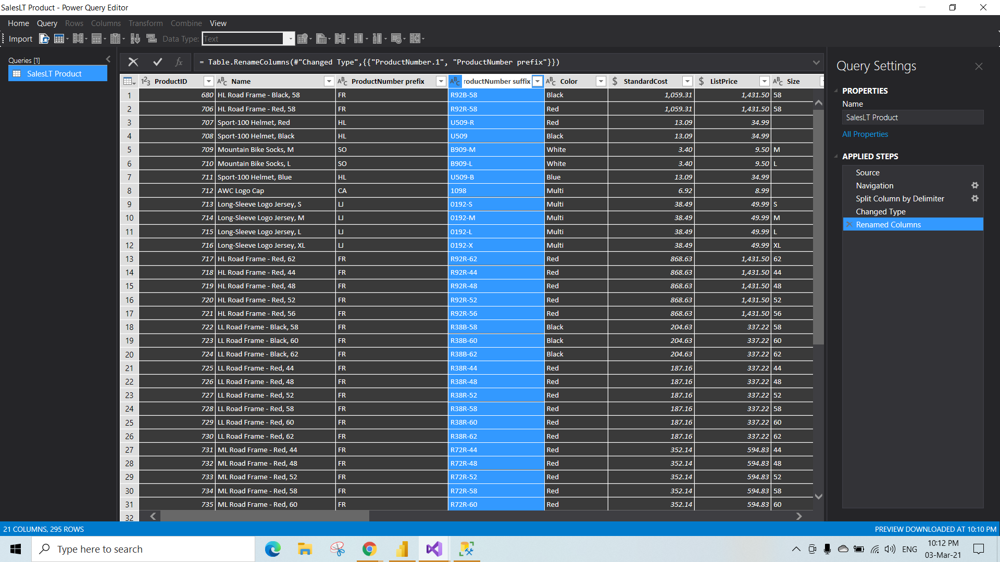 SalesLT Product - Power Query Editor
Home Query Rows Columns Transform Combine View
Import Data Type: Text
Queries [1]
SalesLT Product
fx = Table.RenameColumns(#"Changed Type",{{"ProductNumber.1", "ProductNumber prefix"}})
1²3 ProductID ABC Name ABC ProductNumber prefix ABC roductNumber suffix ABC Color $ StandardCost $ ListPrice ABC Size
1 680 HL Road Frame - Black, 58 FR R92B-58 Black 1,059.31 1,431.50 58
2 706 HL Road Frame - Red, 58 FR R92R-58 Red 1,059.31 1,431.50 58
3 707 Sport-100 Helmet, Red HL U509-R Red 13.09 34.99
4 708 Sport-100 Helmet, Black HL U509 Black 13.09 34.99
5 709 Mountain Bike Socks, M SO B909-M White 3.40 9.50 M
6 710 Mountain Bike Socks, L SO B909-L White 3.40 9.50 L
7 711 Sport-100 Helmet, Blue HL U509-B Blue 13.09 34.99
8 712 AWC Logo Cap CA 1098 Multi 6.92 8.99
9 713 Long-Sleeve Logo Jersey, S LJ 0192-S Multi 38.49 49.99 S
10 714 Long-Sleeve Logo Jersey, M LJ 0192-M Multi 38.49 49.99 M
11 715 Long-Sleeve Logo Jersey, L LJ 0192-L Multi 38.49 49.99 L
12 716 Long-Sleeve Logo Jersey, XL LJ 0192-X Multi 38.49 49.99 XL
13 717 HL Road Frame - Red, 62 FR R92R-62 Red 868.63 1,431.50 62
14 718 HL Road Frame - Red, 44 FR R92R-44 Red 868.63 1,431.50 44
15 719 HL Road Frame - Red, 48 FR R92R-48 Red 868.63 1,431.50 48
16 720 HL Road Frame - Red, 52 FR R92R-52 Red 868.63 1,431.50 52
17 721 HL Road Frame - Red, 56 FR R92R-56 Red 868.63 1,431.50 56
18 722 LL Road Frame - Black, 58 FR R38B-58 Black 204.63 337.22 58
19 723 LL Road Frame - Black, 60 FR R38B-60 Black 204.63 337.22 60
20 724 LL Road Frame - Black, 62 FR R38B-62 Black 204.63 337.22 62
21 725 LL Road Frame - Red, 44 FR R38R-44 Red 187.16 337.22 44
22 726 LL Road Frame - Red, 48 FR R38R-48 Red 187.16 337.22 48
23 727 LL Road Frame - Red, 52 FR R38R-52 Red 187.16 337.22 52
24 728 LL Road Frame - Red, 58 FR R38R-58 Red 187.16 337.22 58
25 729 LL Road Frame - Red, 60 FR R38R-60 Red 187.16 337.22 60
26 730 LL Road Frame - Red, 62 FR R38R-62 Red 187.16 337.22 62
27 731 ML Road Frame - Red, 44 FR R72R-44 Red 352.14 594.83 44
28 732 ML Road Frame - Red, 48 FR R72R-48 Red 352.14 594.83 48
29 733 ML Road Frame - Red, 52 FR R72R-52 Red 352.14 594.83 52
30 734 ML Road Frame - Red, 58 FR R72R-58 Red 352.14 594.83 58
31 735 ML Road Frame - Red, 60 FR R72R-60 Red 352.14 594.83 60
32
Query Settings
PROPERTIES
Name
SalesLT Product
All Properties
APPLIED STEPS
Source
Navigation
Split Column by Delimiter
Changed Type
Renamed Columns
21 COLUMNS, 295 ROWS
PREVIEW DOWNLOADED AT 10:10 PM
Type here to search
ENG
10:12 PM
03-Mar-21